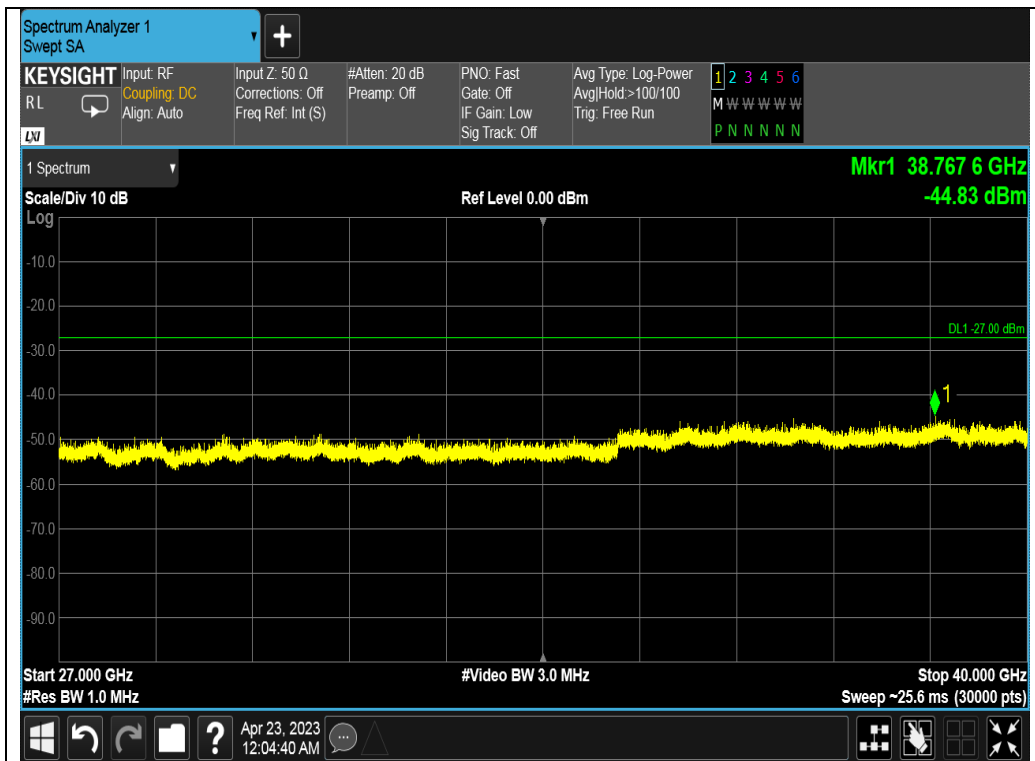 Spectrum Analyzer 1
Swept SA
+
KEYSIGHT
RL
LXI
Input: RF
Coupling: DC
Align: Auto
Input Z: 50 Ω
Corrections: Off
Freq Ref: Int (S)
#Atten: 20 dB
Preamp: Off
PNO: Fast
Gate: Off
IF Gain: Low
Sig Track: Off
Avg Type: Log-Power
Avg|Hold:>100/100
Trig: Free Run
1 2 3 4 5 6
M W W W W W
P N N N N N
1 Spectrum
Mkr1 38.767 6 GHz
Scale/Div 10 dB
Ref Level 0.00 dBm
-44.83 dBm
Log
-10.0
-20.0
DL1 -27.00 dBm
-30.0
-40.0
1
-50.0
-60.0
-70.0
-80.0
-90.0
Start 27.000 GHz
#Video BW 3.0 MHz
Stop 40.000 GHz
#Res BW 1.0 MHz
Sweep ~25.6 ms (30000 pts)
?
Apr 23, 2023
12:04:40 AM